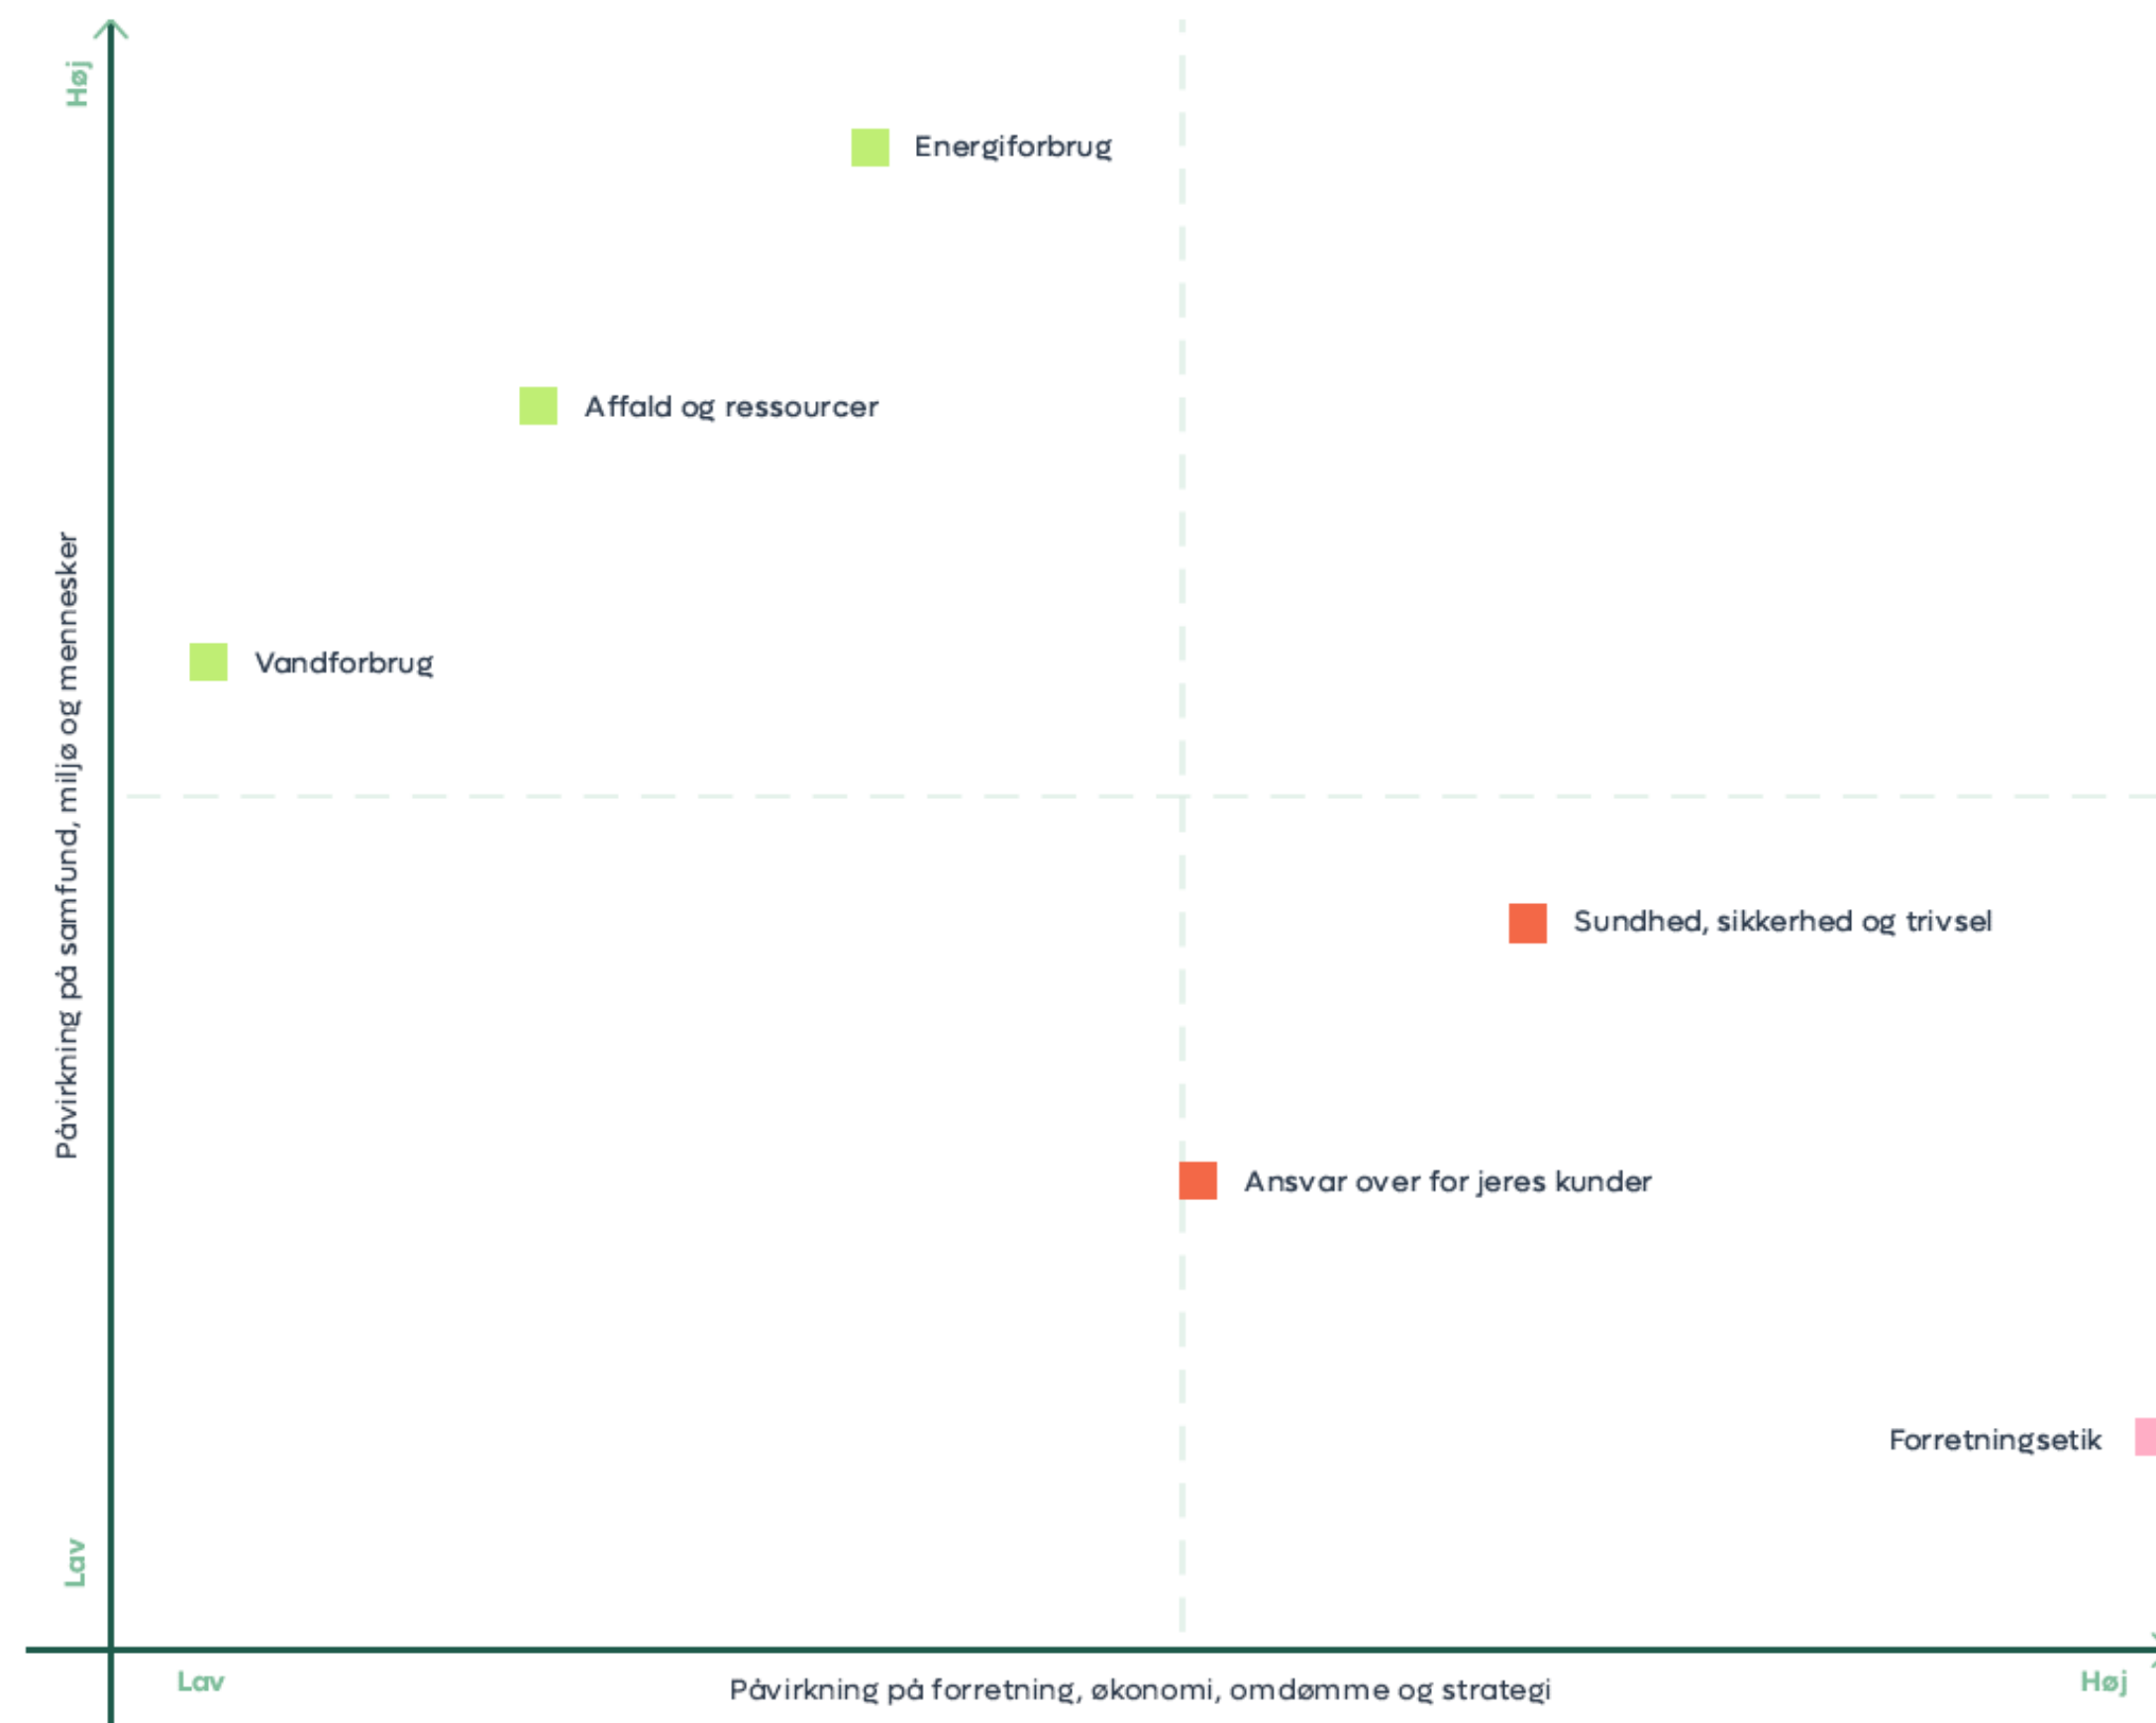 Høj
Energiforbrug
Affald og ressourcer
Vandforbrug
Påvirkning på samfund, miljø og mennesker
Sundhed, sikkerhed og trivsel
Ansvar over for jeres kunder
Forretningsetik
Lav
Lav
Påvirkning på forretning, økonomi, omdømme og strategi
Høj